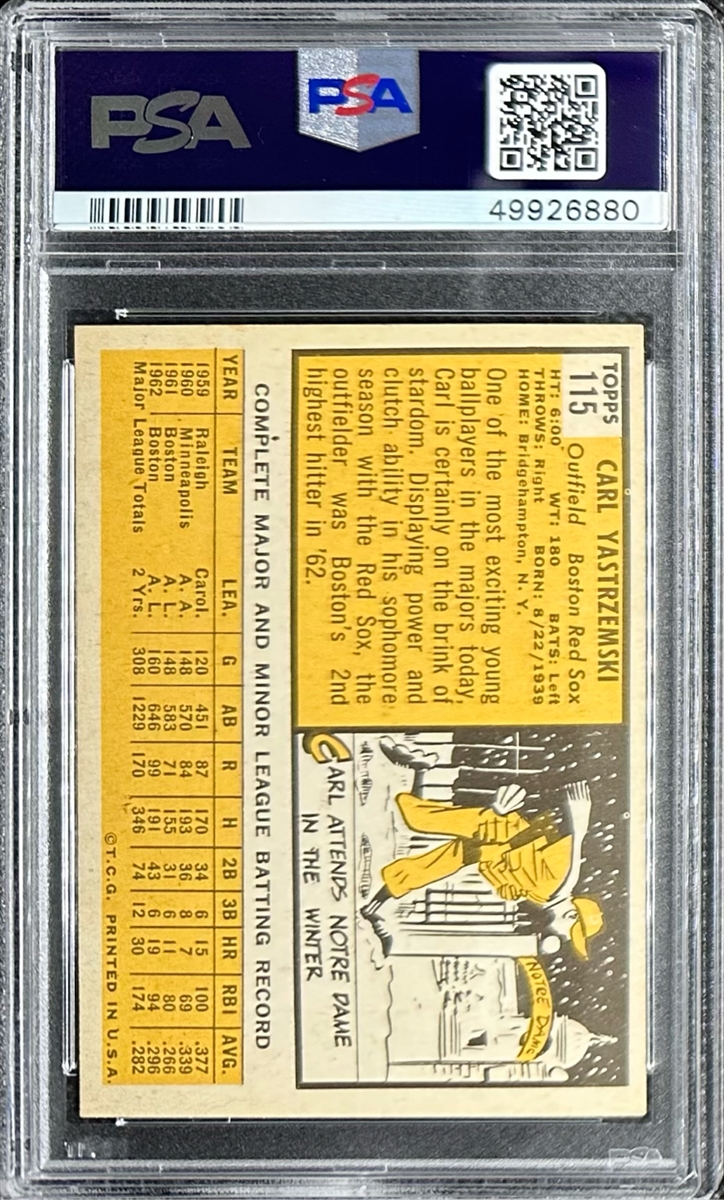 PSA
PSA
49926880
TOPPS
115
CARL YASTRZEMSKI
Outfield Boston Red Sox
HT: 6:00" WT: 180 BATS: Left
THROWS: Right BORN: 8/22/1939
HOME: Bridgehampton, N. Y.
One of the most exciting young
ballplayers in the majors today,
Carl is certainly on the brink of
stardom. Displaying power and
clutch ability in his sophomore
season with the Red Sox, the
outfielder was Boston's 2nd
highest hitter in '62.
NOTRE DAME
CARL ATTENDS NOTRE DAME
IN THE WINTER
COMPLETE MAJOR AND MINOR LEAGUE BATTING RECORD
YEAR TEAM LEA. G AB R H 2B 3B HR RBI AVG.
1959 Raleigh Carol. 120 451 87 170 34 6 15 100 .377
1960 Minneapolis A. A. 148 570 84 193 36 8 7 69 .339
1961 Boston A. L. 148 583 71 155 31 6 11 80 .266
1962 Boston A. L. 160 646 99 191 43 6 19 94 .296
Major League Totals 2 Yrs. 308 1229 170 346 74 12 30 174 .282
©T.C.G. PRINTED IN U.S.A.
PSA